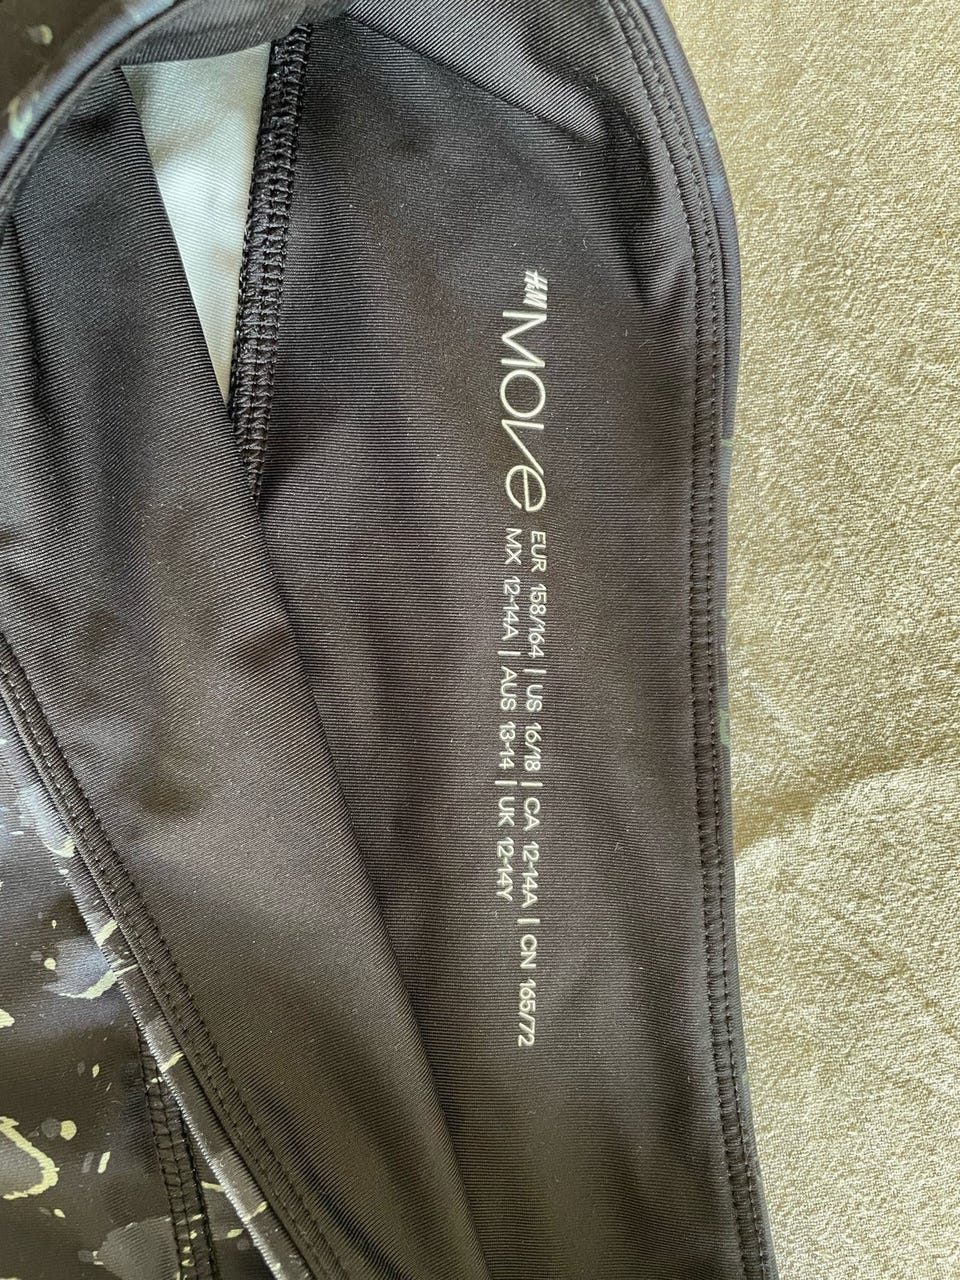 H&M
Move
EUR 158/164 | US 16/18 | CA 12-14A | CN 165/72
MX 12-14A | AUS 13-14 | UK 12-14Y